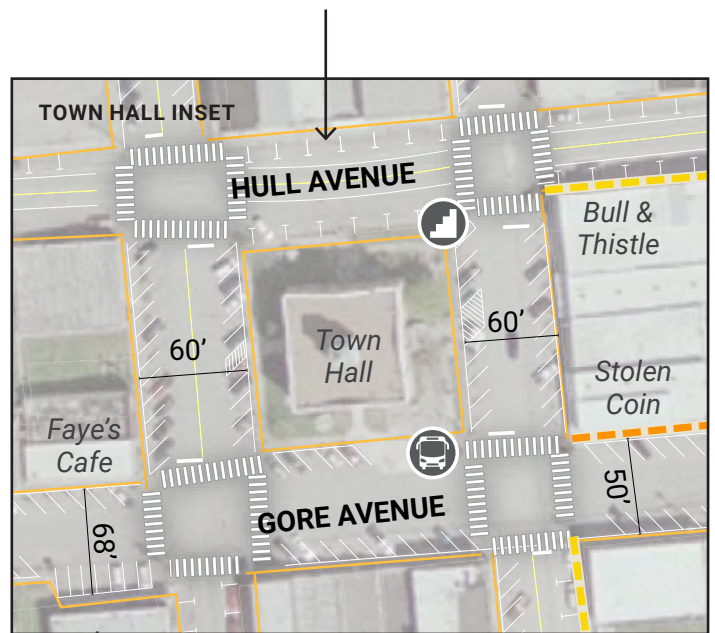 TOWN HALL INSET
HULL AVENUE
Bull &
Thistle
60’
60’
Town
Hall
Stolen
Coin
Faye’s
Cafe
50’
GORE AVENUE
68’